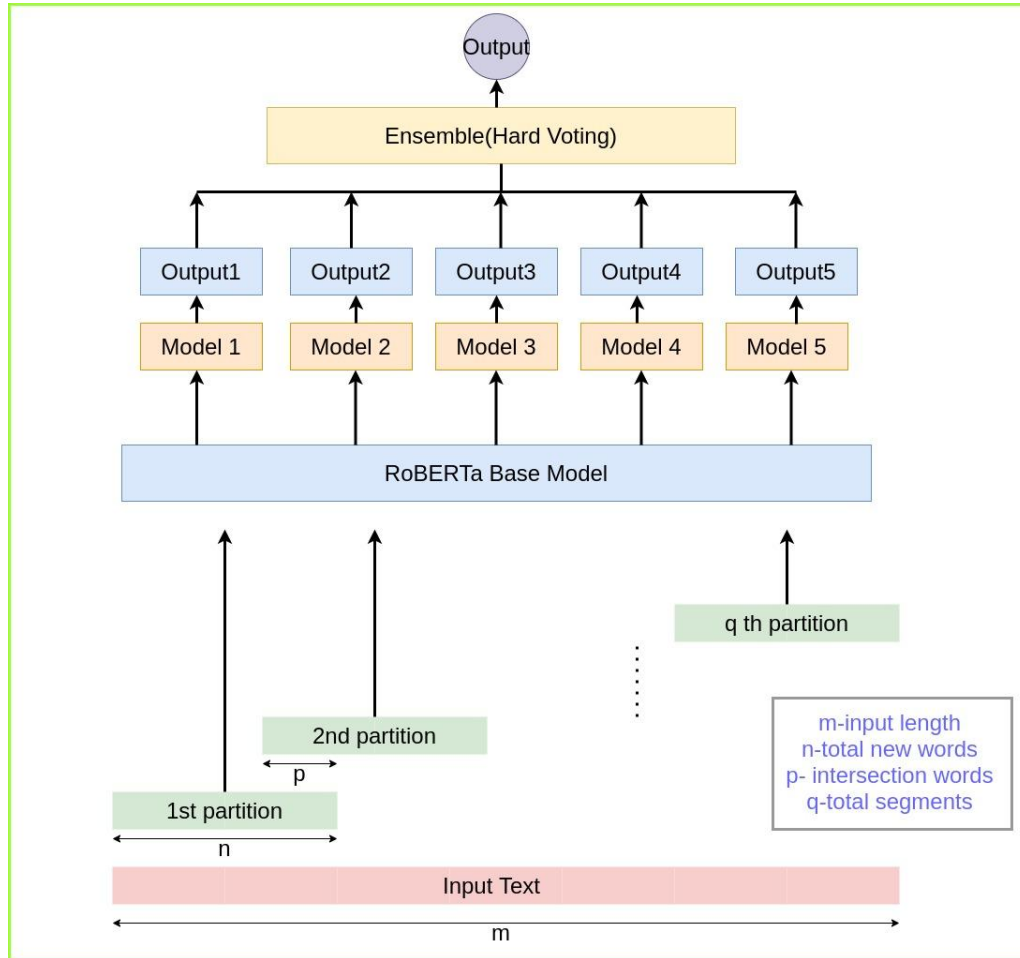 Output
Ensemble(Hard Voting)
Output1 Output2 Output3 Output4 Output5
Model 1 Model 2 Model 3 Model 4 Model 5
RoBERTa Base Model
q th partition
2nd partition
p
1st partition
n
m-input length
n-total new words
p- intersection words
q-total segments
Input Text
m